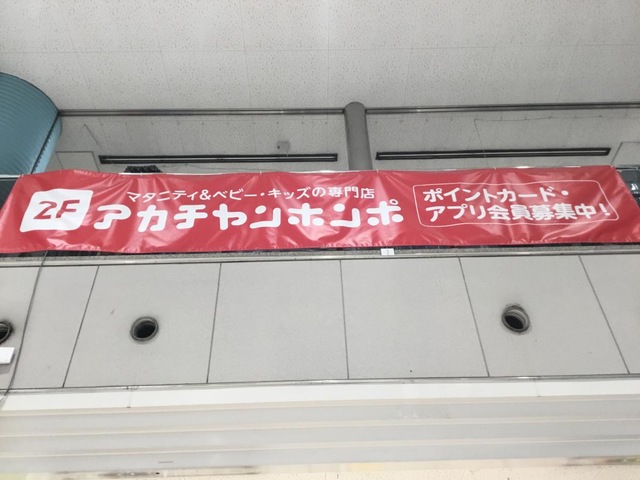 2F
マタニティ&ベビー・キッズの専門店
アカチャンホンポ
ポイントカード・
アプリ会員募集中!